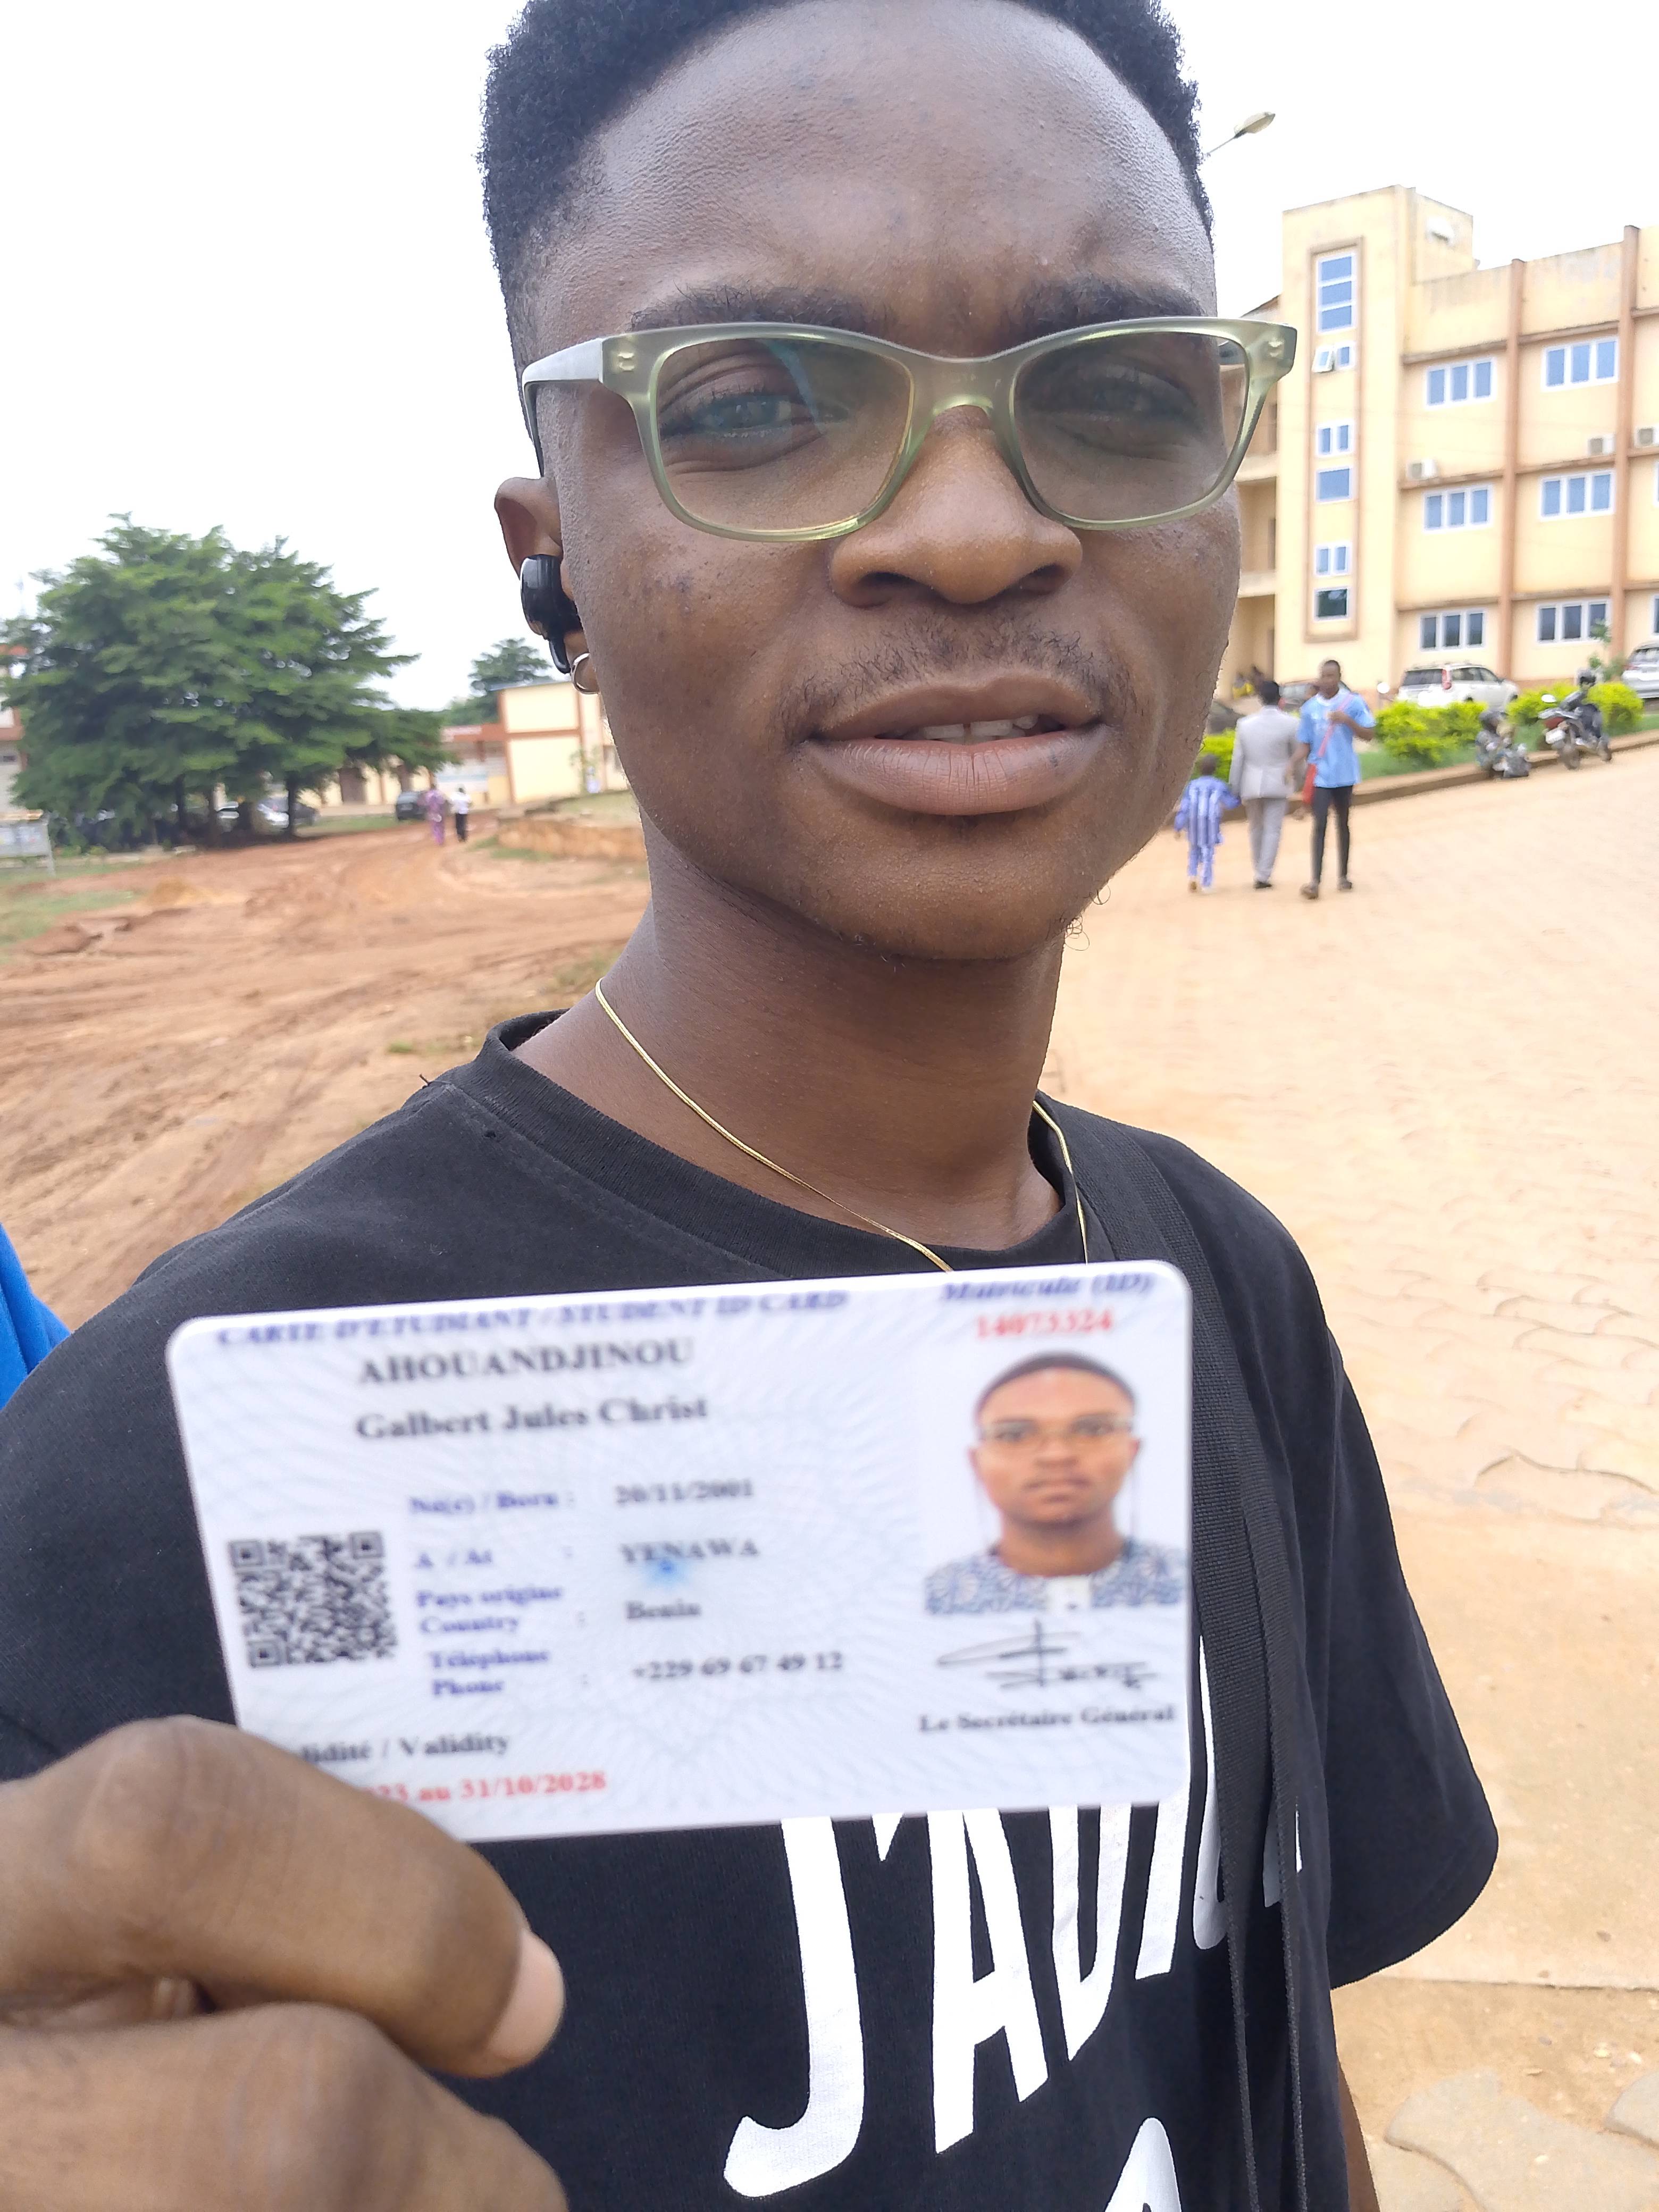 CARTE D'ETUDIANT / STUDENT ID CARD
Matricule (ID)
14073324
AHOUANDJINOU
Galbert Jules Christ
Né(e) / Born : 20/11/2001
A / At : YENAWA
Pays origine
Country : Benin
Téléphone
Phone : +229 69 67 49 12
Le Secrétaire Général
/ Validity
au 31/10/2028